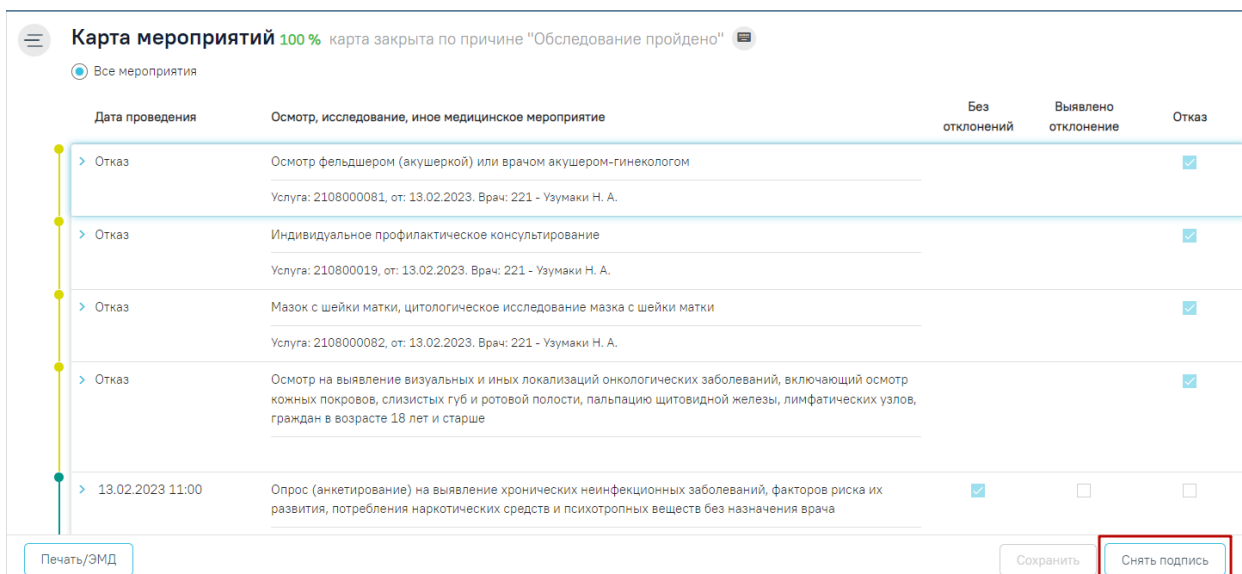 Карта мероприятий 100 % карта закрыта по причине "Обследование пройдено"
Все мероприятия
Дата проведения Осмотр, исследование, иное медицинское мероприятие Без отклонений Выявлено отклонение Отказ
Отказ Осмотр фельдшером (акушеркой) или врачом акушером-гинекологом
Услуга: 2108000081, от: 13.02.2023. Врач: 221 - Узумаки Н. А.
Отказ Индивидуальное профилактическое консультирование
Услуга: 210800019, от: 13.02.2023. Врач: 221 - Узумаки Н. А.
Отказ Мазок с шейки матки, цитологическое исследование мазка с шейки матки
Услуга: 2108000082, от: 13.02.2023. Врач: 221 - Узумаки Н. А.
Отказ Осмотр на выявление визуальных и иных локализаций онкологических заболеваний, включающий осмотр
кожных покровов, слизистых губ и ротовой полости, пальпацию щитовидной железы, лимфатических узлов,
граждан в возрасте 18 лет и старше
13.02.2023 11:00 Опрос (анкетирование) на выявление хронических неинфекционных заболеваний, факторов риска их
развития, потребления наркотических средств и психотропных веществ без назначения врача
Печать/ЭМД Сохранить Снять подпись